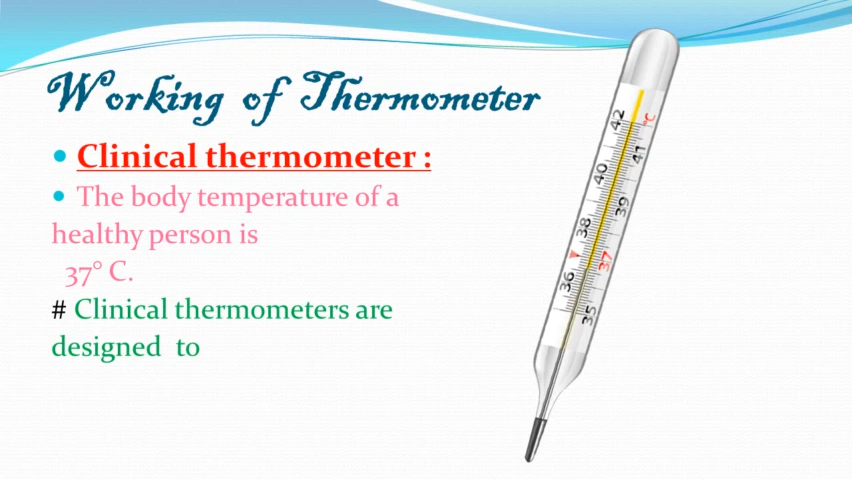 Working of Thermometer
• Clinical thermometer :
• The body temperature of a
healthy person is
37° C.
# Clinical thermometers are
designed to
°C
42
41
40
39
38
37
36
35